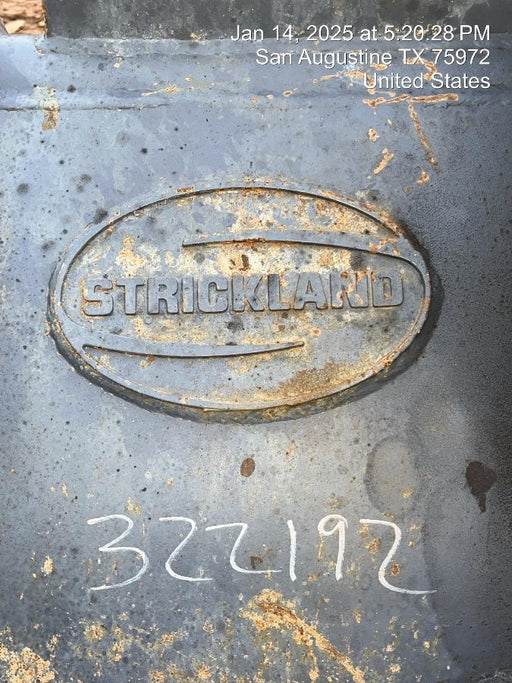 Jan 14, 2025 at 5:20:28 PM
San Augustine TX 75972
United States
STRICKLAND
322192